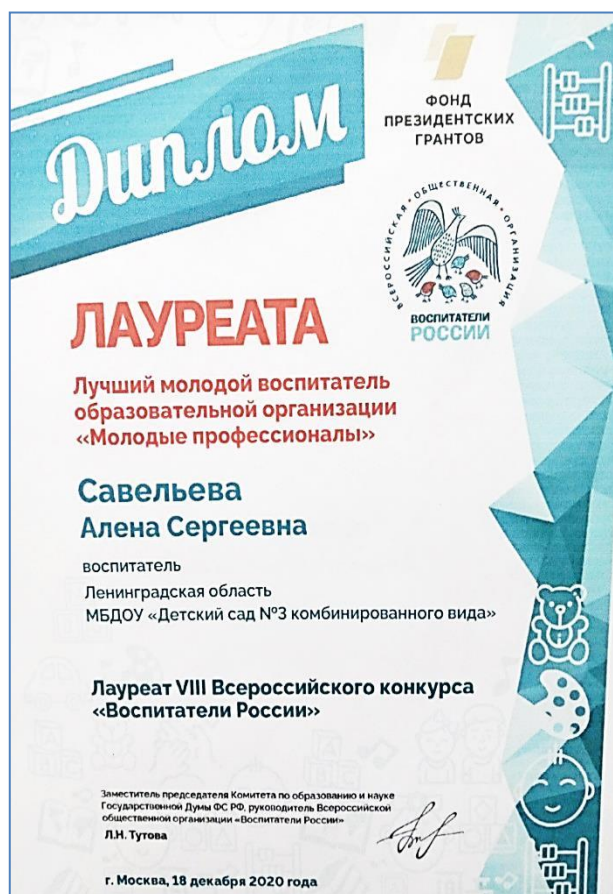 Диплом
ФОНД
ПРЕЗИДЕНТСКИХ
ГРАНТОВ
ВСЕРОССИЙСКАЯ • ОБЩЕСТВЕННАЯ • ОРГАНИЗАЦИЯ
ВОСПИТАТЕЛИ
РОССИИ
ЛАУРЕАТА
Лучший молодой воспитатель
образовательной организации
«Молодые профессионалы»
Савельева
Алена Сергеевна
воспитатель
Ленинградская область
МБДОУ «Детский сад №3 комбинированного вида»
Лауреат VIII Всероссийского конкурса
«Воспитатели России»
Заместитель председателя Комитета по образованию и науке
Государственной Думы ФС РФ, руководитель Всероссийской
общественной организации «Воспитатели России»
Л.Н. Тутова
г. Москва, 18 декабря 2020 года